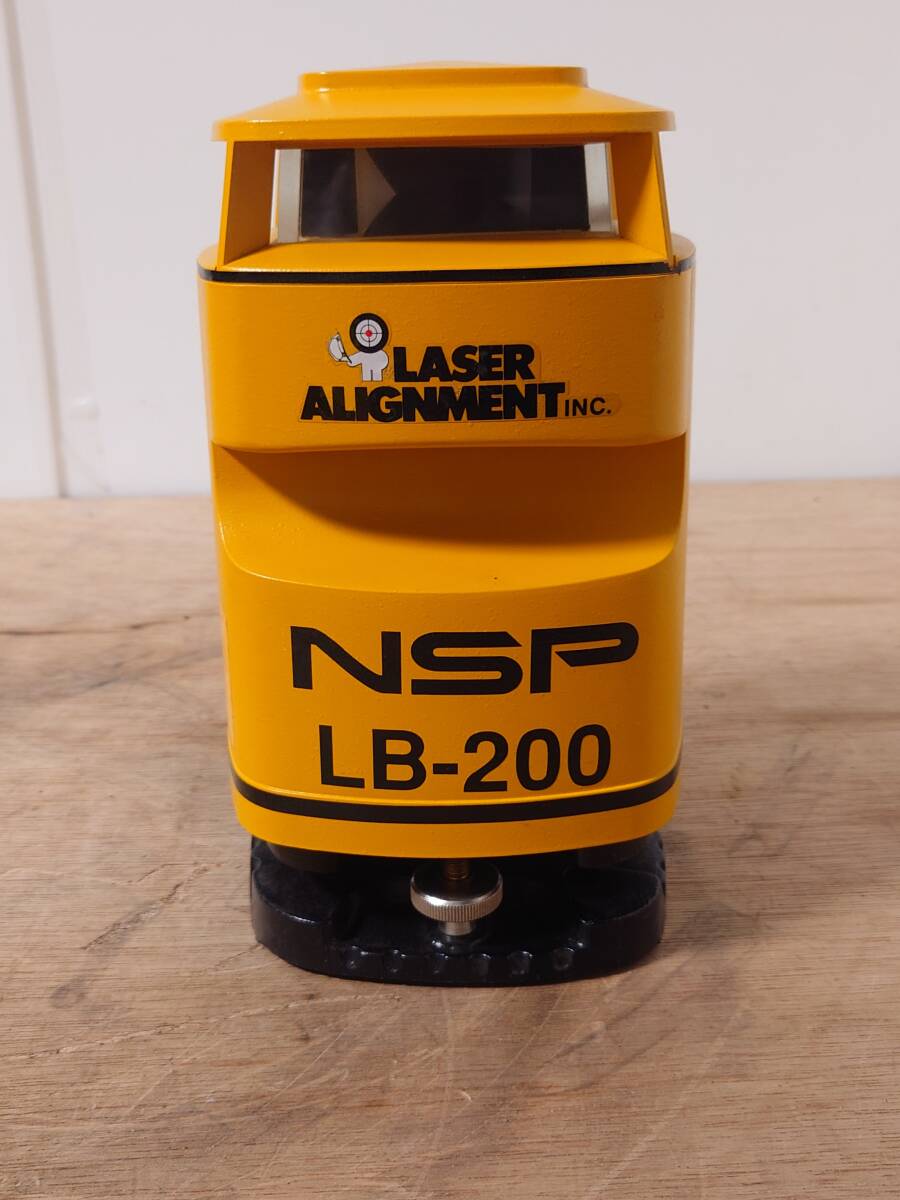 LASER
ALIGNMENT INC.
NSP
LB-200